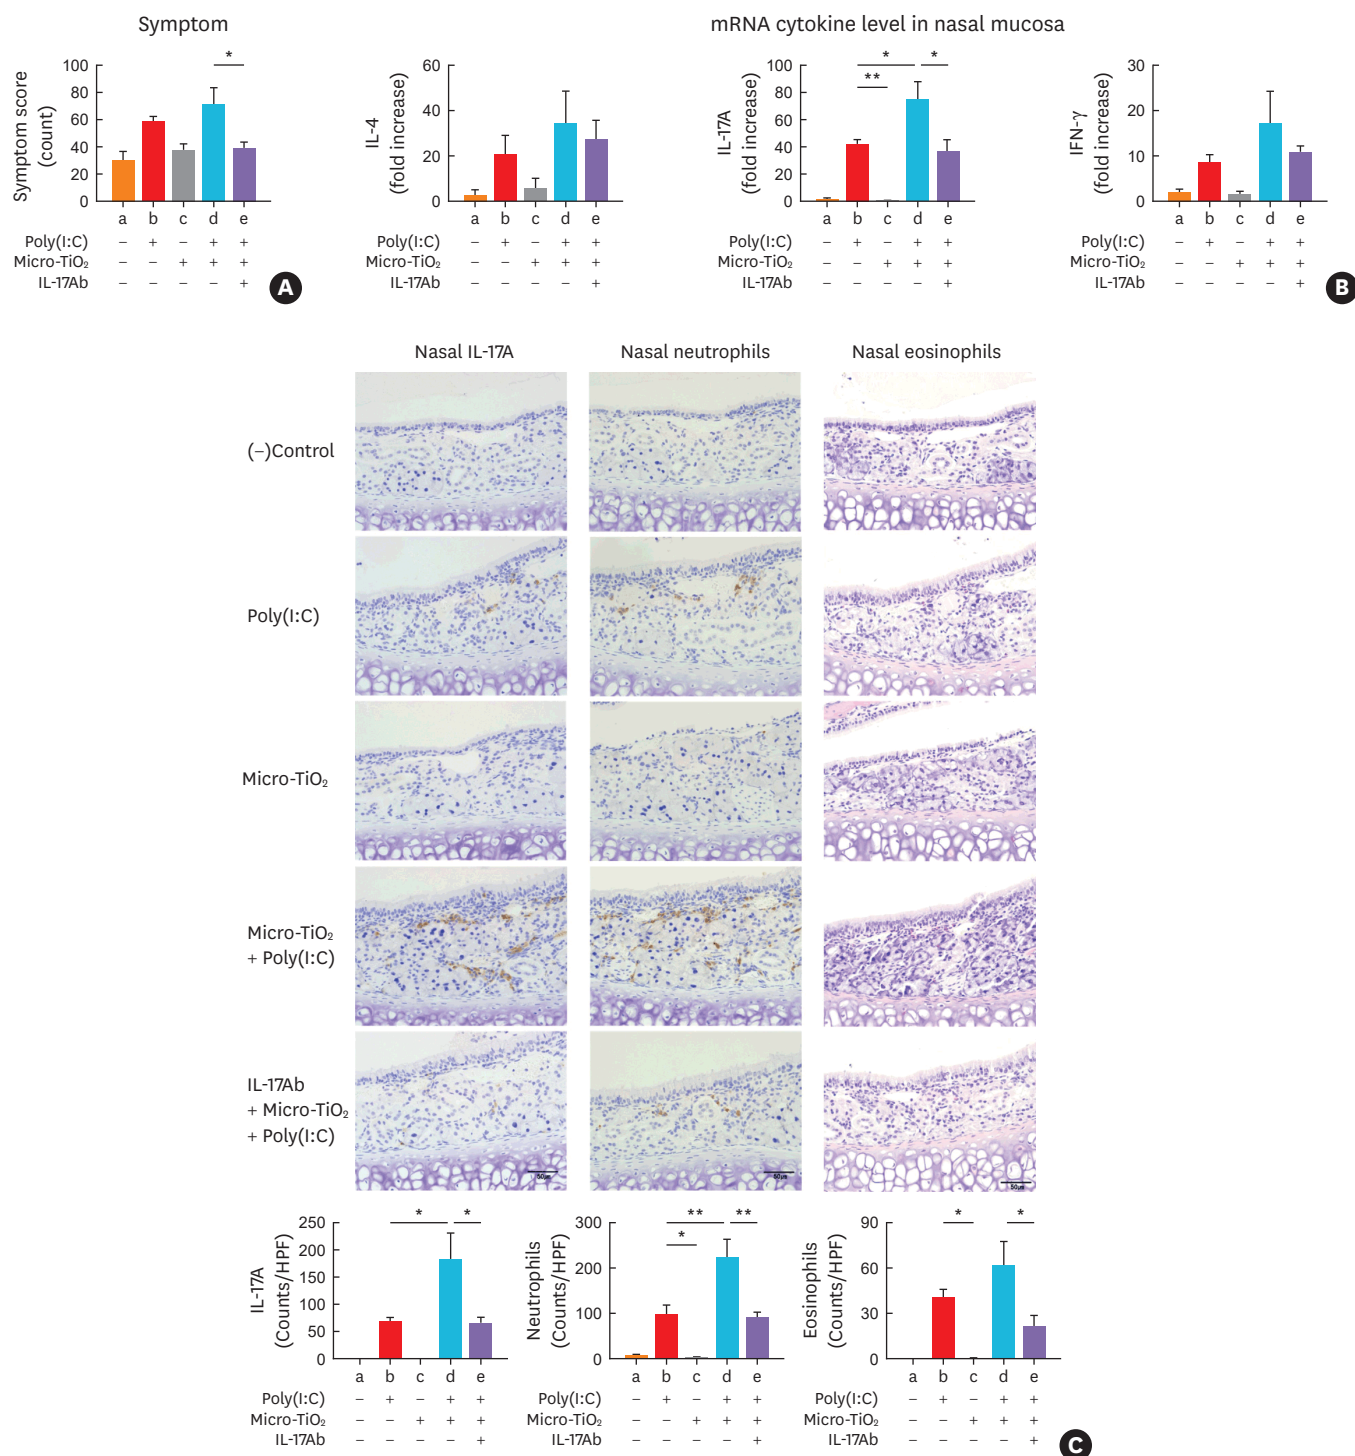 Symptom
mRNA cytokine level in nasal mucosa
Symptom score
(count)
100
80
60
40
20
0
*
a b c d e
Poly(I:C) – + – + +
Micro-TiO₂ – – + + +
IL-17Ab – – – – +
A
IL-4
(fold increase)
60
40
20
0
a b c d e
Poly(I:C) – + – + +
Micro-TiO₂ – – + + +
IL-17Ab – – – – +
IL-17A
(fold increase)
100
80
60
40
20
0
* *
**
a b c d e
Poly(I:C) – + – + +
Micro-TiO₂ – – + + +
IL-17Ab – – – – +
IFN-γ
(fold increase)
30
20
10
0
a b c d e
Poly(I:C) – + – + +
Micro-TiO₂ – – + + +
IL-17Ab – – – – +
B
Nasal IL-17A Nasal neutrophils Nasal eosinophils
(–)Control
Poly(I:C)
Micro-TiO₂
Micro-TiO₂
+ Poly(I:C)
IL-17Ab
+ Micro-TiO₂
+ Poly(I:C)
50μm 50μm 50μm
IL-17A
(Counts/HPF)
250
200
150
100
50
0
* *
a b c d e
Poly(I:C) – + – + +
Micro-TiO₂ – – + + +
IL-17Ab – – – – +
Neutrophils
(Counts/HPF)
300
200
100
0
** **
*
a b c d e
Poly(I:C) – + – + +
Micro-TiO₂ – – + + +
IL-17Ab – – – – +
Eosinophils
(Counts/HPF)
90
60
30
0
* *
a b c d e
Poly(I:C) – + – + +
Micro-TiO₂ – – + + +
IL-17Ab – – – – +
C